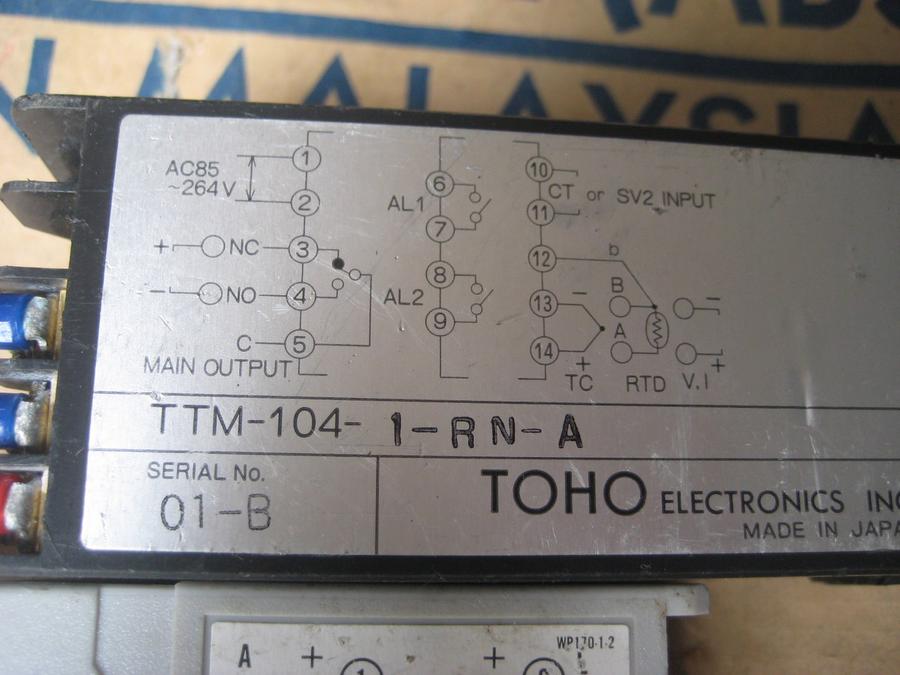 MALAYSIA
AC85
~264V
1
2
+ NC 3
- NO 4
C 5
MAIN OUTPUT
AL1
6
7
AL2
8
9
10
CT or SV2 INPUT
11
12 b
B
13 - -
A
14
+ +
TC RTD V.I
TTM-104- 1-RN-A
SERIAL No.
01-B
TOHO ELECTRONICS INC
MADE IN JAPA
WP170-1-2
A + +